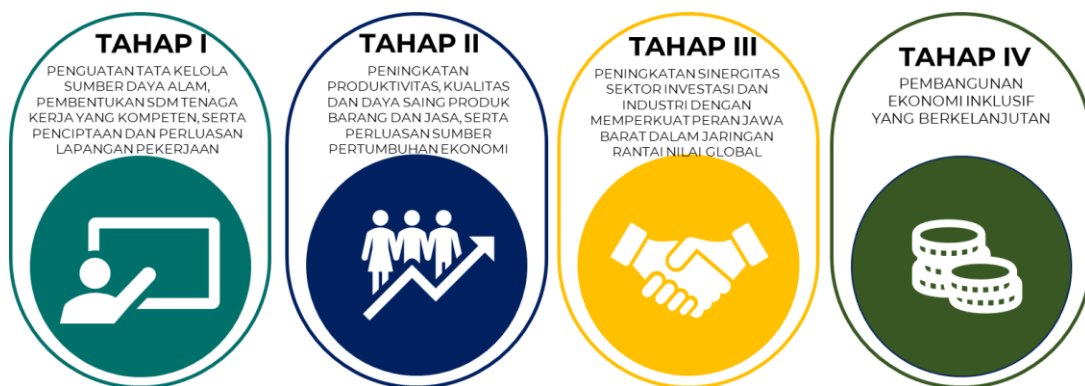 TAHAP I
PENGUATAN TATA KELOLA
SUMBER DAYA ALAM,
PEMBENTUKAN SDM TENAGA
KERJA YANG KOMPETEN, SERTA
PENCIPTAAN DAN PERLUASAN
LAPANGAN PEKERJAAN
TAHAP II
PENINGKATAN
PRODUKTIVITAS, KUALITAS
DAN DAYA SAING PRODUK
BARANG DAN JASA, SERTA
PERLUASAN SUMBER
PERTUMBUHAN EKONOMI
TAHAP III
PENINGKATAN SINERGITAS
SEKTOR INVESTASI DAN
INDUSTRI DENGAN
MEMPERKUAT PERAN JAWA
BARAT DALAM JARINGAN
RANTAI NILAI GLOBAL
TAHAP IV
PEMBANGUNAN
EKONOMI INKLUSIF
YANG BERKELANJUTAN